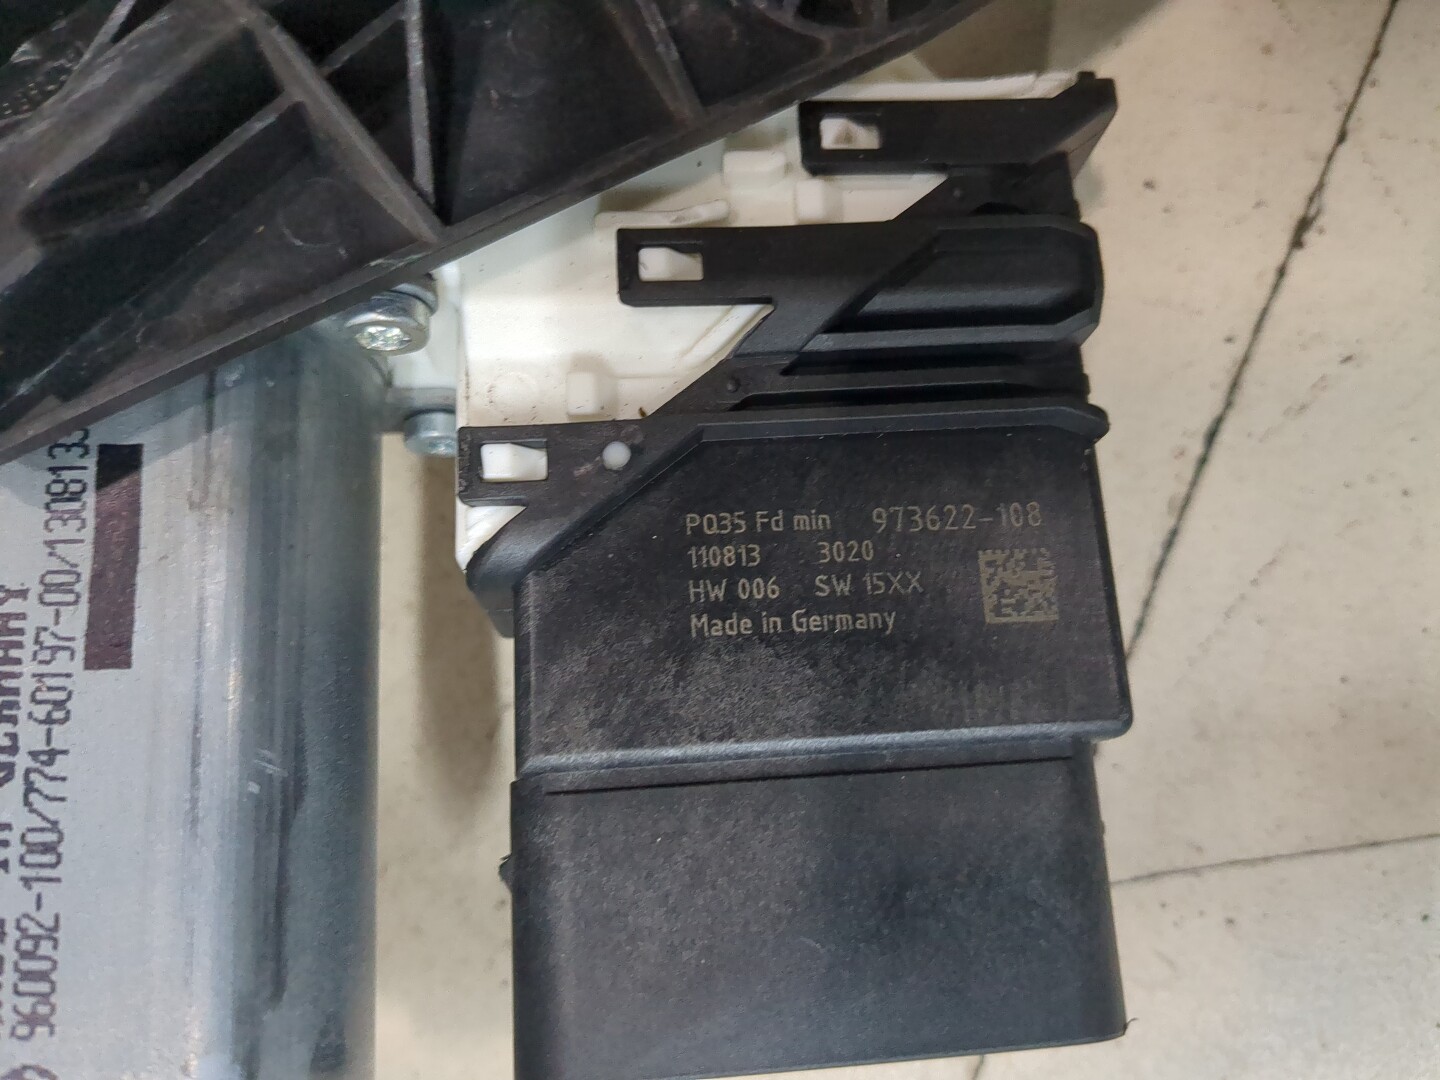 PQ35 Fd min 973622-108
110813 3020
HW 006 SW 15XX
Made in Germany
GERMANY
960092-100/774-60197-00/130813